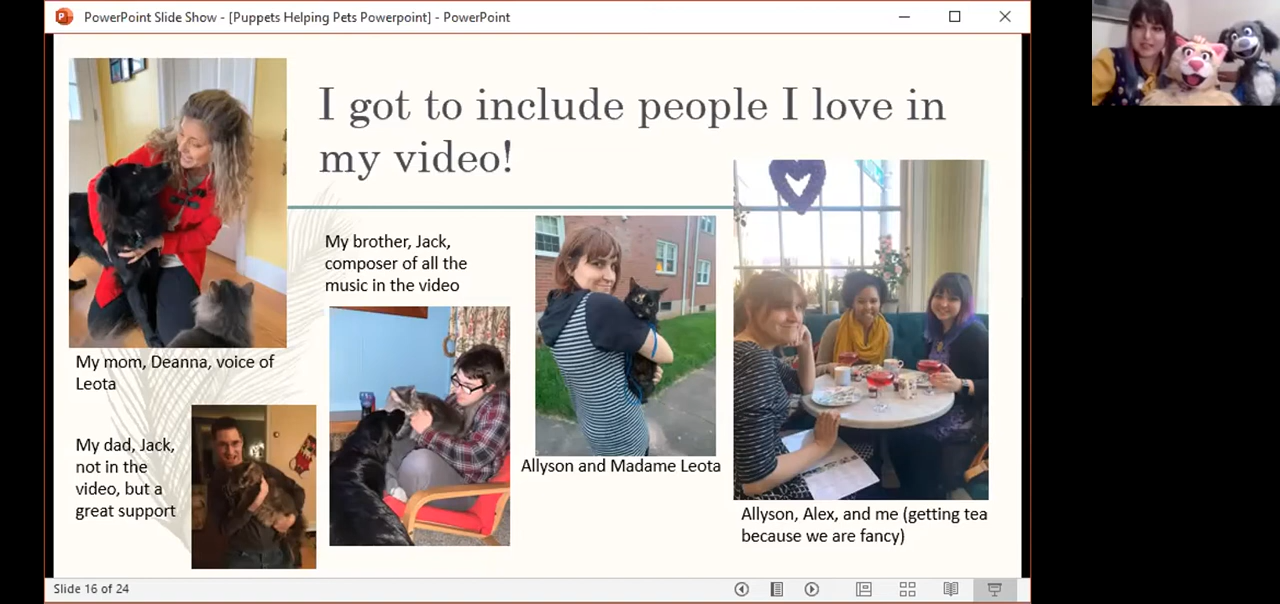 PowerPoint Slide Show - [Puppets Helping Pets Powerpoint] - PowerPoint
I got to include people I love in
my video!
My brother, Jack,
composer of all the
music in the video
My mom, Deanna, voice of
Leota
My dad, Jack,
not in the
video, but a
great support
Allyson and Madame Leota
Allyson, Alex, and me (getting tea
because we are fancy)
Slide 16 of 24